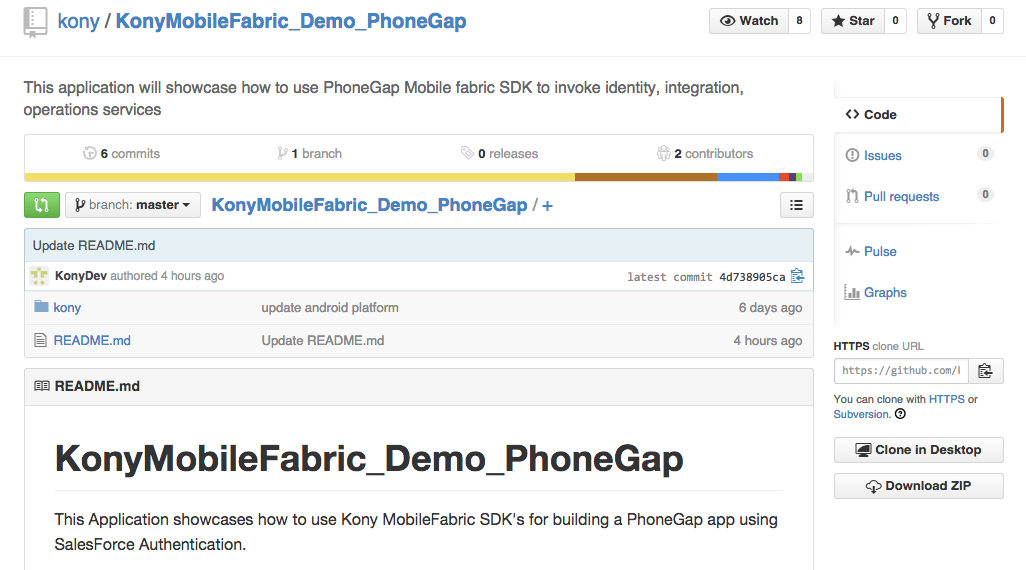 kony / KonyMobileFabric_Demo_PhoneGap
Watch 8
Star 0
Fork 0
This application will showcase how to use PhoneGap Mobile fabric SDK to invoke identity, integration,
operations services
6 commits
1 branch
0 releases
2 contributors
branch: master
KonyMobileFabric_Demo_PhoneGap / +
Update README.md
KonyDev authored 4 hours ago
latest commit 4d738905ca
kony update android platform 6 days ago
README.md Update README.md 4 hours ago
README.md
KonyMobileFabric_Demo_PhoneGap
This Application showcases how to use Kony MobileFabric SDK's for building a PhoneGap app using
SalesForce Authentication.
Code
Issues 0
Pull requests 0
Pulse
Graphs
HTTPS clone URL
https://github.com/
You can clone with HTTPS or
Subversion.
Clone in Desktop
Download ZIP